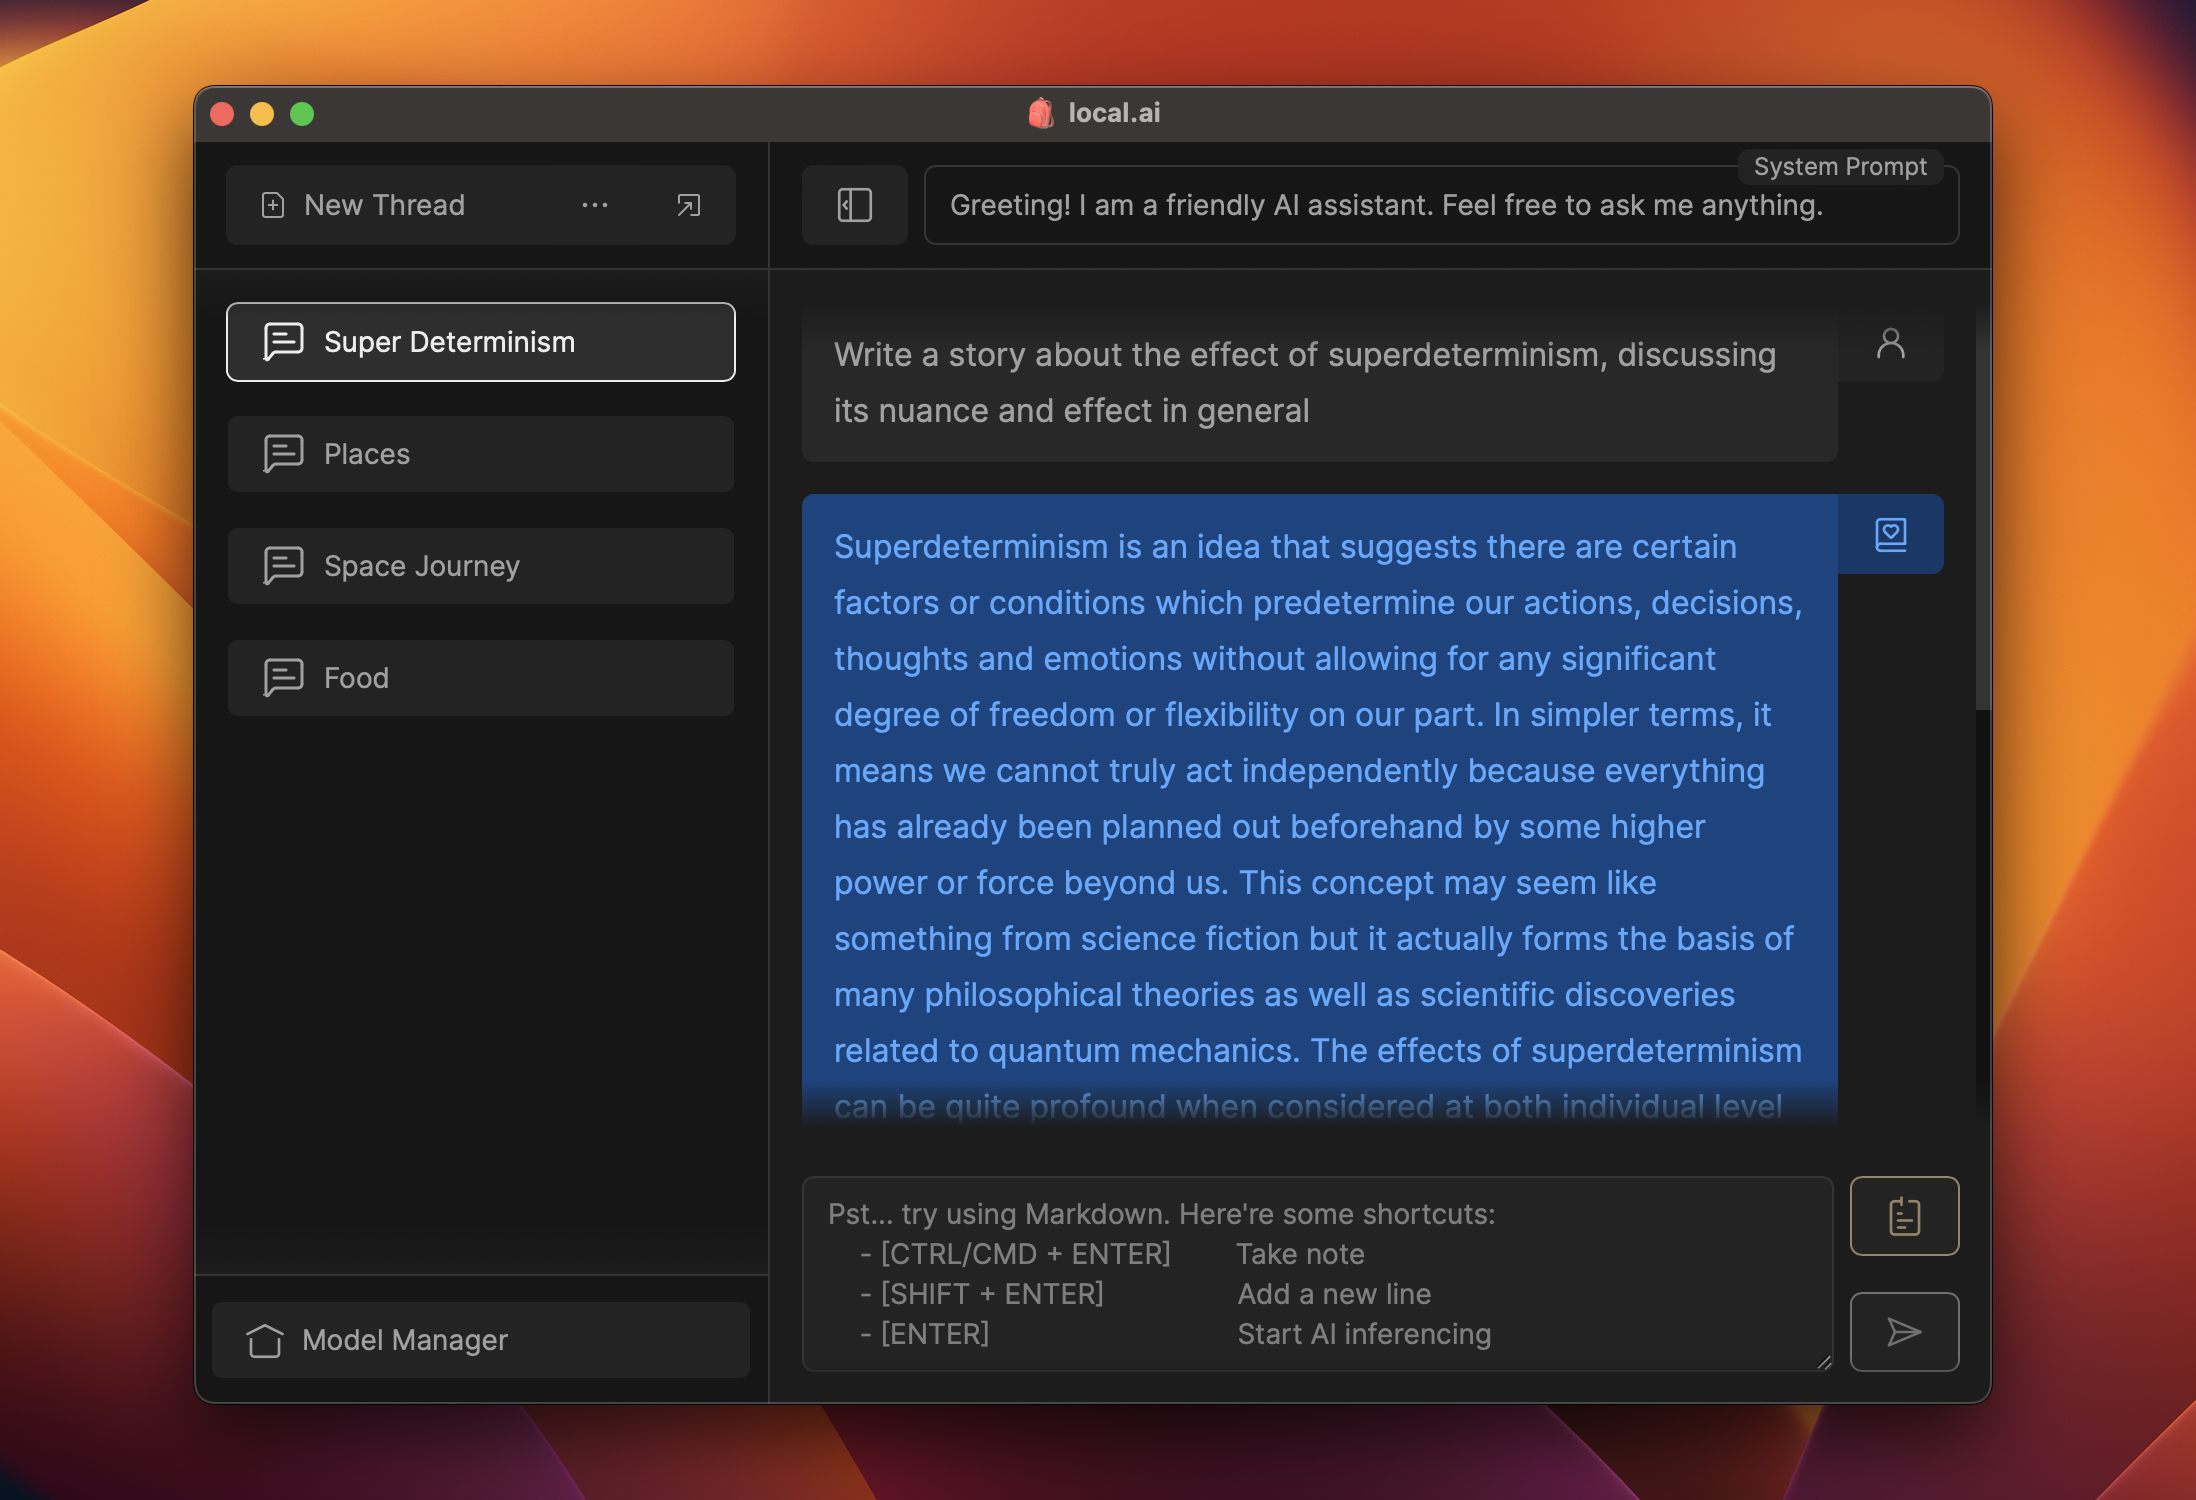 local.ai
New Thread
Super Determinism
Places
Space Journey
Food
Model Manager
System Prompt
Greeting! I am a friendly AI assistant. Feel free to ask me anything.
Write a story about the effect of superdeterminism, discussing
its nuance and effect in general
Superdeterminism is an idea that suggests there are certain
factors or conditions which predetermine our actions, decisions,
thoughts and emotions without allowing for any significant
degree of freedom or flexibility on our part. In simpler terms, it
means we cannot truly act independently because everything
has already been planned out beforehand by some higher
power or force beyond us. This concept may seem like
something from science fiction but it actually forms the basis of
many philosophical theories as well as scientific discoveries
related to quantum mechanics. The effects of superdeterminism
can be quite profound when considered at both individual level
Pst... try using Markdown. Here're some shortcuts:
- [CTRL/CMD + ENTER] Take note
- [SHIFT + ENTER] Add a new line
- [ENTER] Start AI inferencing